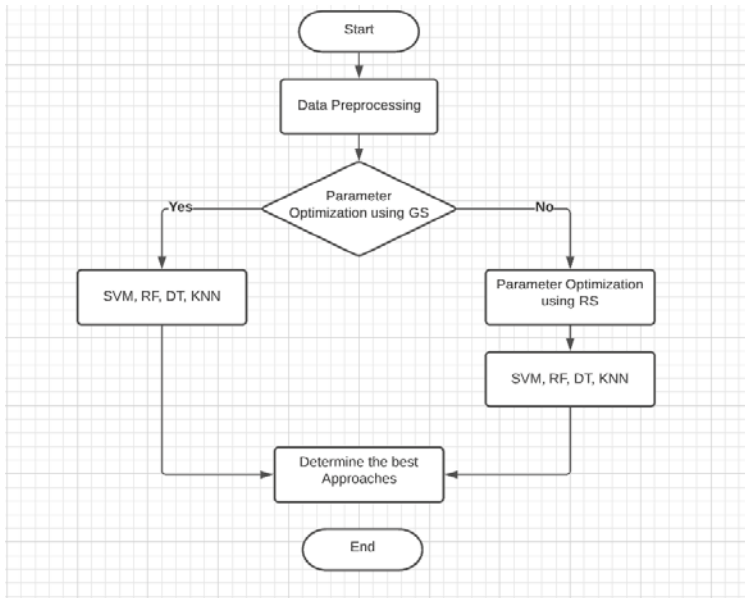 Start
Data Preprocessing
Parameter
Optimization using GS
Yes
No
SVM, RF, DT, KNN
Parameter Optimization
using RS
SVM, RF, DT, KNN
Determine the best
Approaches
End